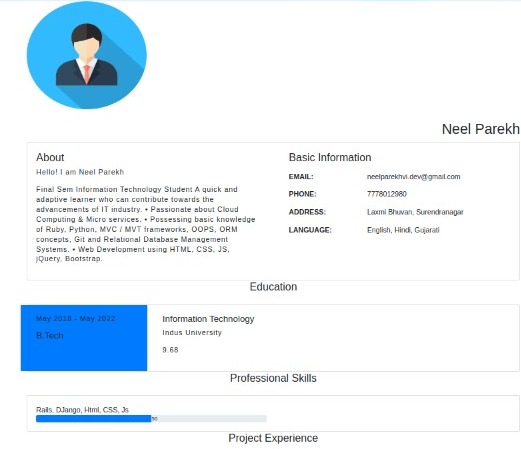 Neel Parekh
About
Hello! I am Neel Parekh
Final Sem Information Technology Student A quick and
adaptive learner who can contribute towards the
advancements of IT industry. • Passionate about Cloud
Computing & Micro services. • Possessing basic knowledge
of Ruby, Python, MVC / MVT frameworks, OOPS, ORM
concepts, Git and Relational Database Management
Systems. • Web Development using HTML, CSS, JS,
jQuery, Bootstrap.
Basic Information
EMAIL: neelparekhvi.dev@gmail.com
PHONE: 7778012980
ADDRESS: Laxmi Bhuvan, Surendranagar
LANGUAGE: English, Hindi, Gujarati
Education
May 2018 - May 2022
B.Tech
Information Technology
Indus University
9.68
Professional Skills
Rails, DJango, Html, CSS, Js
50
Project Experience